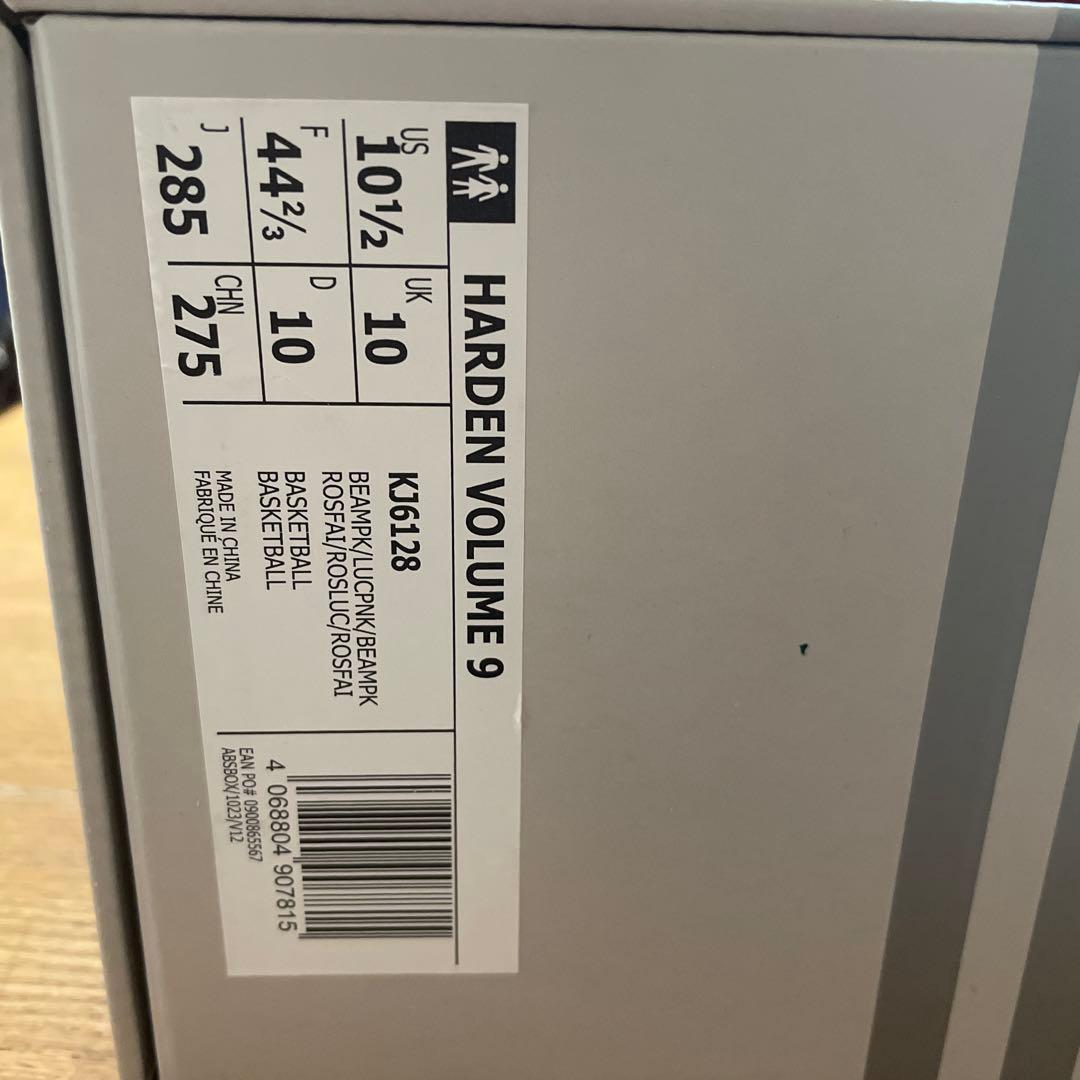 HARDEN VOLUME 9
US
10½
UK
10
F
44⅔
D
10
J
285
CHN
275
KJ6128
BEAMPK/LUCPNK/BEAMPK
ROSFAI/ROSLUC/ROSFAI
BASKETBALL
BASKETBALL
MADE IN CHINA
FABRIQUÉ EN CHINE
4 068804 907815
EAN PO# 0900865567
ABSBOX/1023/V12